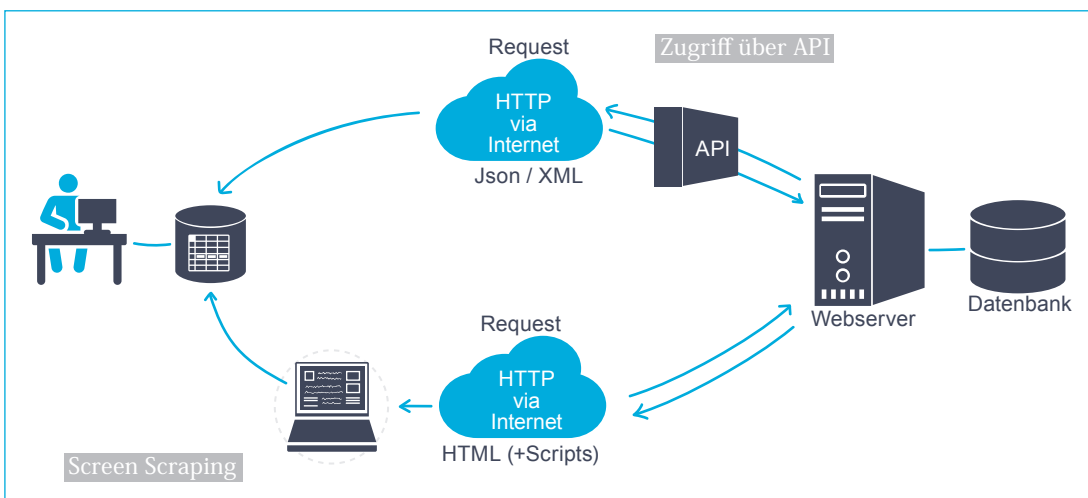 Request
Zugriff über API
HTTP
via
Internet
API
Json / XML
Webserver
Datenbank
Request
HTTP
via
Internet
HTML (+Scripts)
Screen Scraping